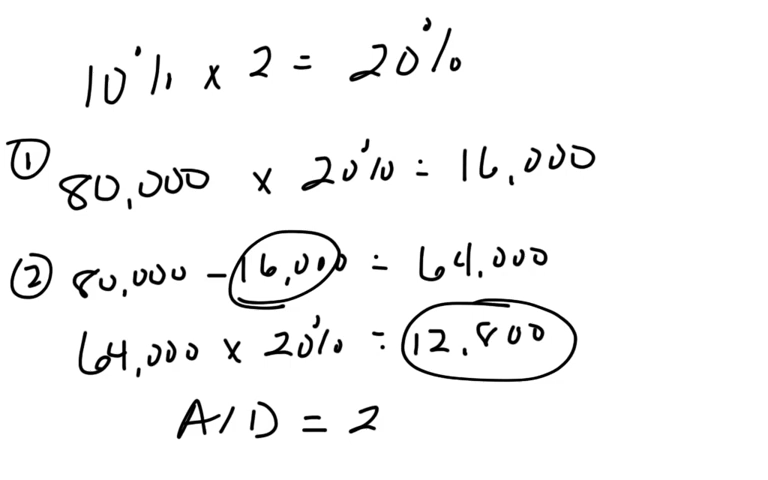 10% x 2 = 20%
① 80,000 x 20% = 16,000
② 80,000 - 16,000 = 64,000
64,000 x 20% = 12,800
A/D = 2